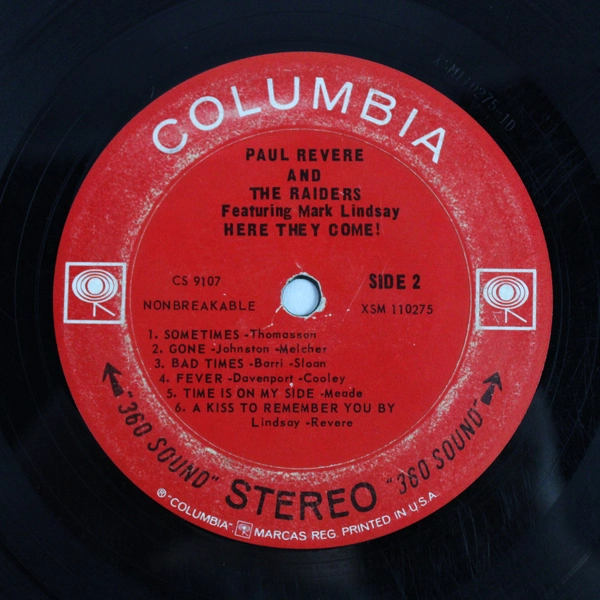 COLUMBIA
PAUL REVERE
AND
THE RAIDERS
Featuring Mark Lindsay
HERE THEY COME!
CS 9107
SIDE 2
NONBREAKABLE
XSM 110275
1. SOMETIMES -Thomasson
2. GONE -Johnston -Melcher
3. BAD TIMES -Barri -Sloan
4. FEVER -Davenport -Cooley
5. TIME IS ON MY SIDE -Meade
6. A KISS TO REMEMBER YOU BY
Lindsay -Revere
"360 SOUND" STEREO "360 SOUND"
® "COLUMBIA", MARCAS REG. PRINTED IN U.S.A.